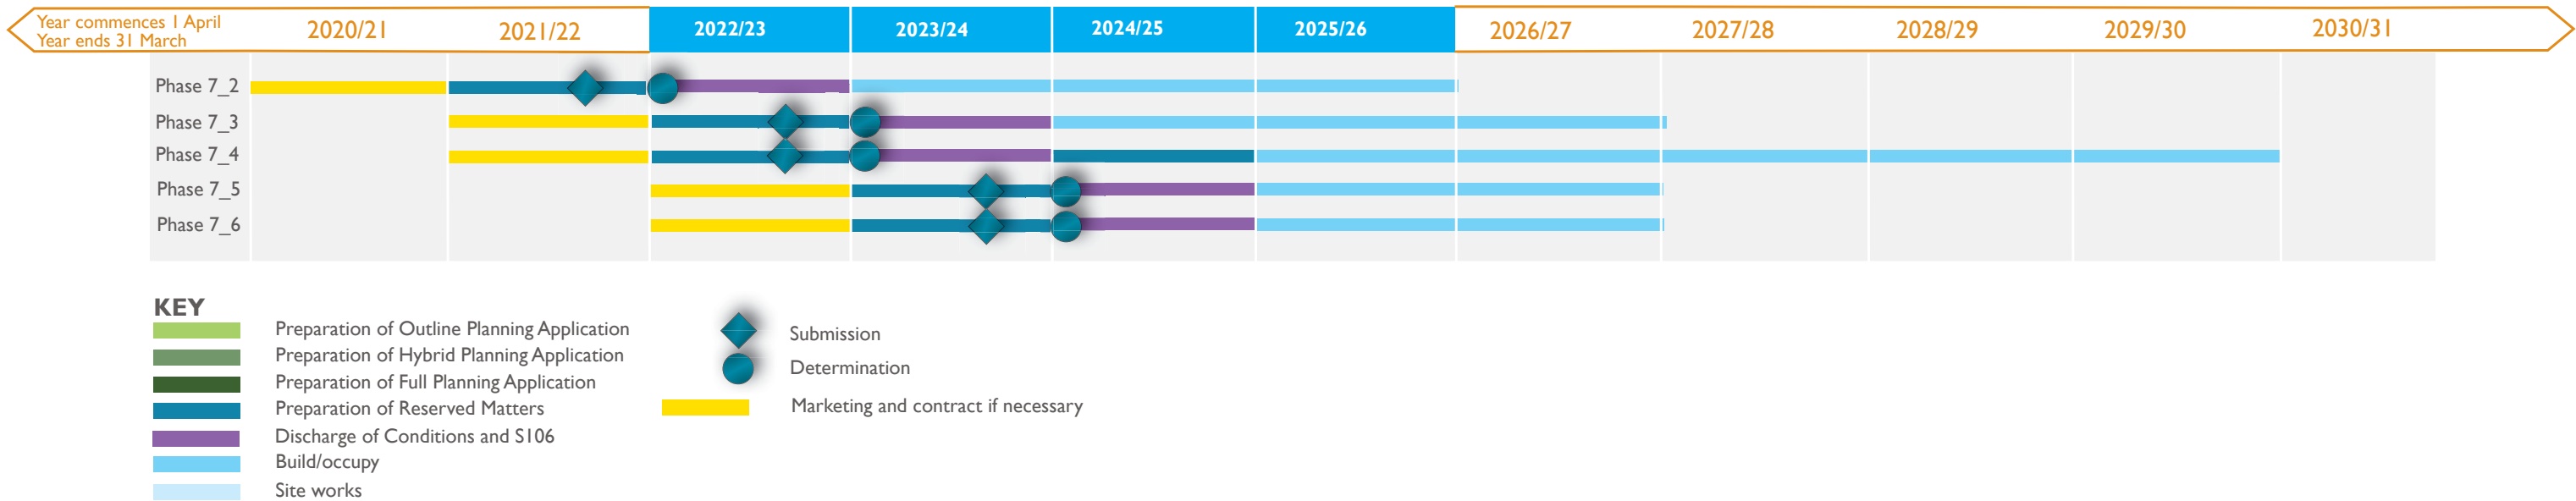 Year commences 1 April
Year ends 31 March
2020/21 2021/22 2022/23 2023/24 2024/25 2025/26 2026/27 2027/28 2028/29 2029/30 2030/31
Phase 7_2
Phase 7_3
Phase 7_4
Phase 7_5
Phase 7_6
KEY
Preparation of Outline Planning Application
Preparation of Hybrid Planning Application
Preparation of Full Planning Application
Preparation of Reserved Matters
Discharge of Conditions and S106
Build/occupy
Site works
Submission
Determination
Marketing and contract if necessary